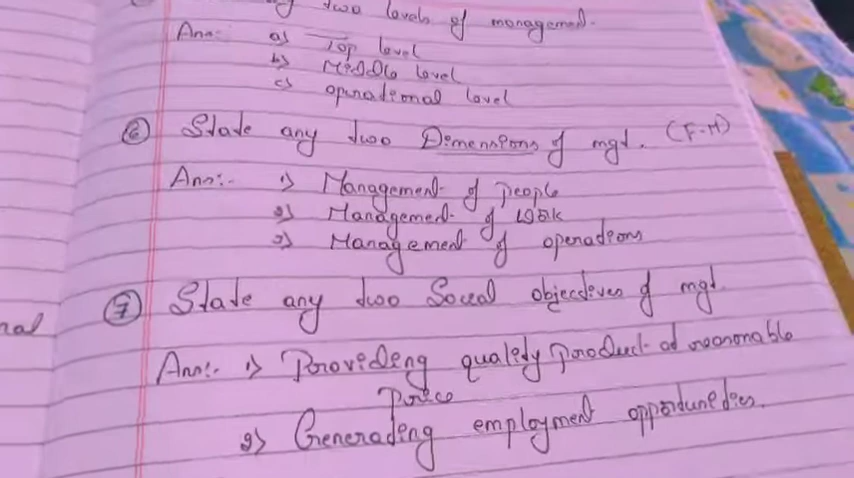 two levels of management.
Ans:- a) Top level
b) Middle level
c) operational level
⑥ State any two Dimensions of mgt. (F-M)
Ans:- 1) Management of people
2) Management of work
3) Management of operations
⑦ State any two Social objectives of mgt.
Ans:- 1) Providing quality product at reasonable
price
2) Generating employment opportunities.